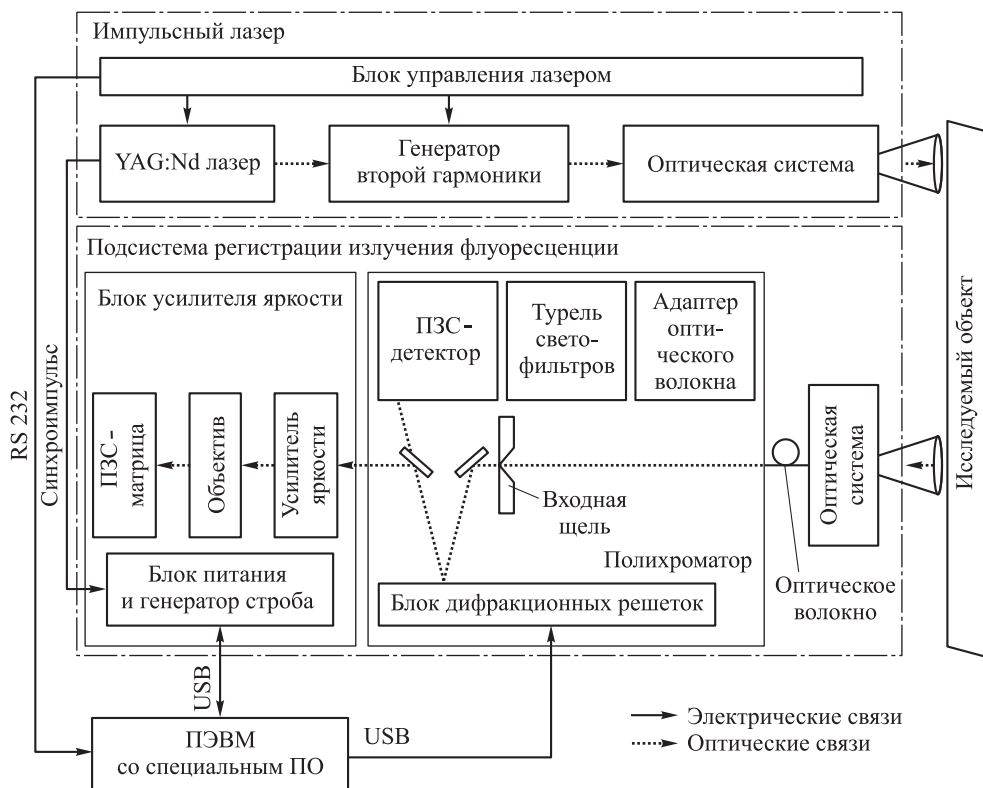 Импульсный лазер
Блок управления лазером
YAG:Nd лазер
Генератор
второй гармоники
Оптическая система
Подсистема регистрации излучения флуоресценции
Блок усилителя яркости
ПЗС-
детектор
Турель
свето-
фильтров
Адаптер
опти-
ческого
волокна
ПЗС-
матрица
Объектив
Усилитель
яркости
Входная
щель
Оптическая
система
Исследуемый объект
RS 232
Синхроимпульс
Полихроматор
Оптическое
волокно
Блок питания
и генератор строба
Блок дифракционных решеток
USB
ПЭВМ
со специальным ПО
USB
Электрические связи
Оптические связи